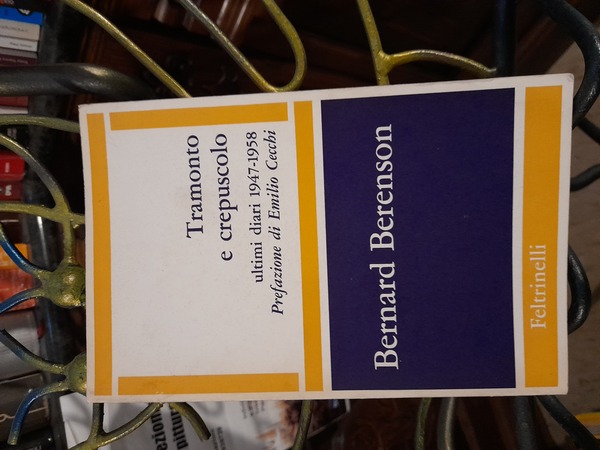 Tramonto
e crepuscolo
ultimi diari 1947-1958
Prefazione di Emilio Cecchi
Bernard Berenson
Feltrinelli